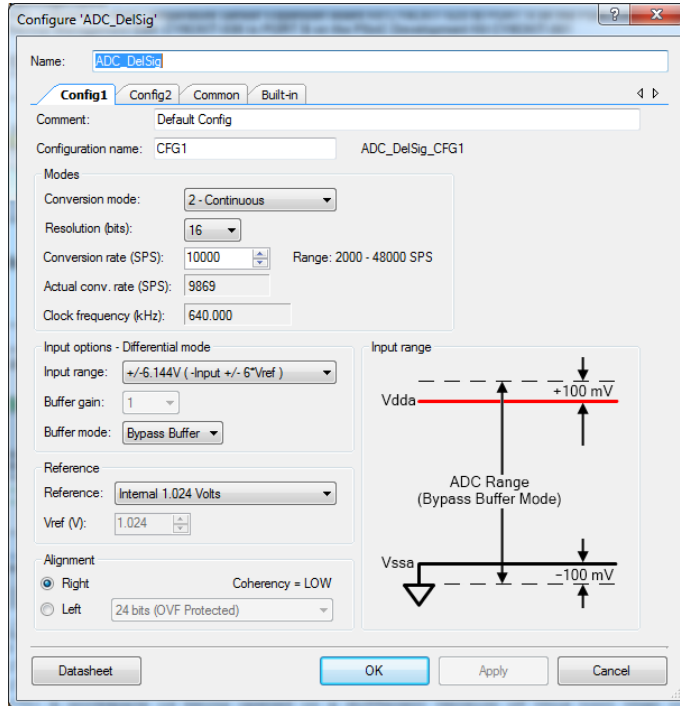 Configure 'ADC_DelSig'
Name: ADC_DelSig
Config1 Config2 Common Built-in
Comment: Default Config
Configuration name: CFG1 ADC_DelSig_CFG1
Modes
Conversion mode: 2 - Continuous
Resolution (bits): 16
Conversion rate (SPS): 10000 Range: 2000 - 48000 SPS
Actual conv. rate (SPS): 9869
Clock frequency (kHz): 640.000
Input options - Differential mode
Input range: +/-6.144V ( -Input +/- 6*Vref )
Buffer gain: 1
Buffer mode: Bypass Buffer
Reference
Reference: Internal 1.024 Volts
Vref (V): 1.024
Alignment
Right Coherency = LOW
Left 24 bits (OVF Protected)
Input range
+100 mV
Vdda
ADC Range
(Bypass Buffer Mode)
Vssa
-100 mV
Datasheet OK Apply Cancel